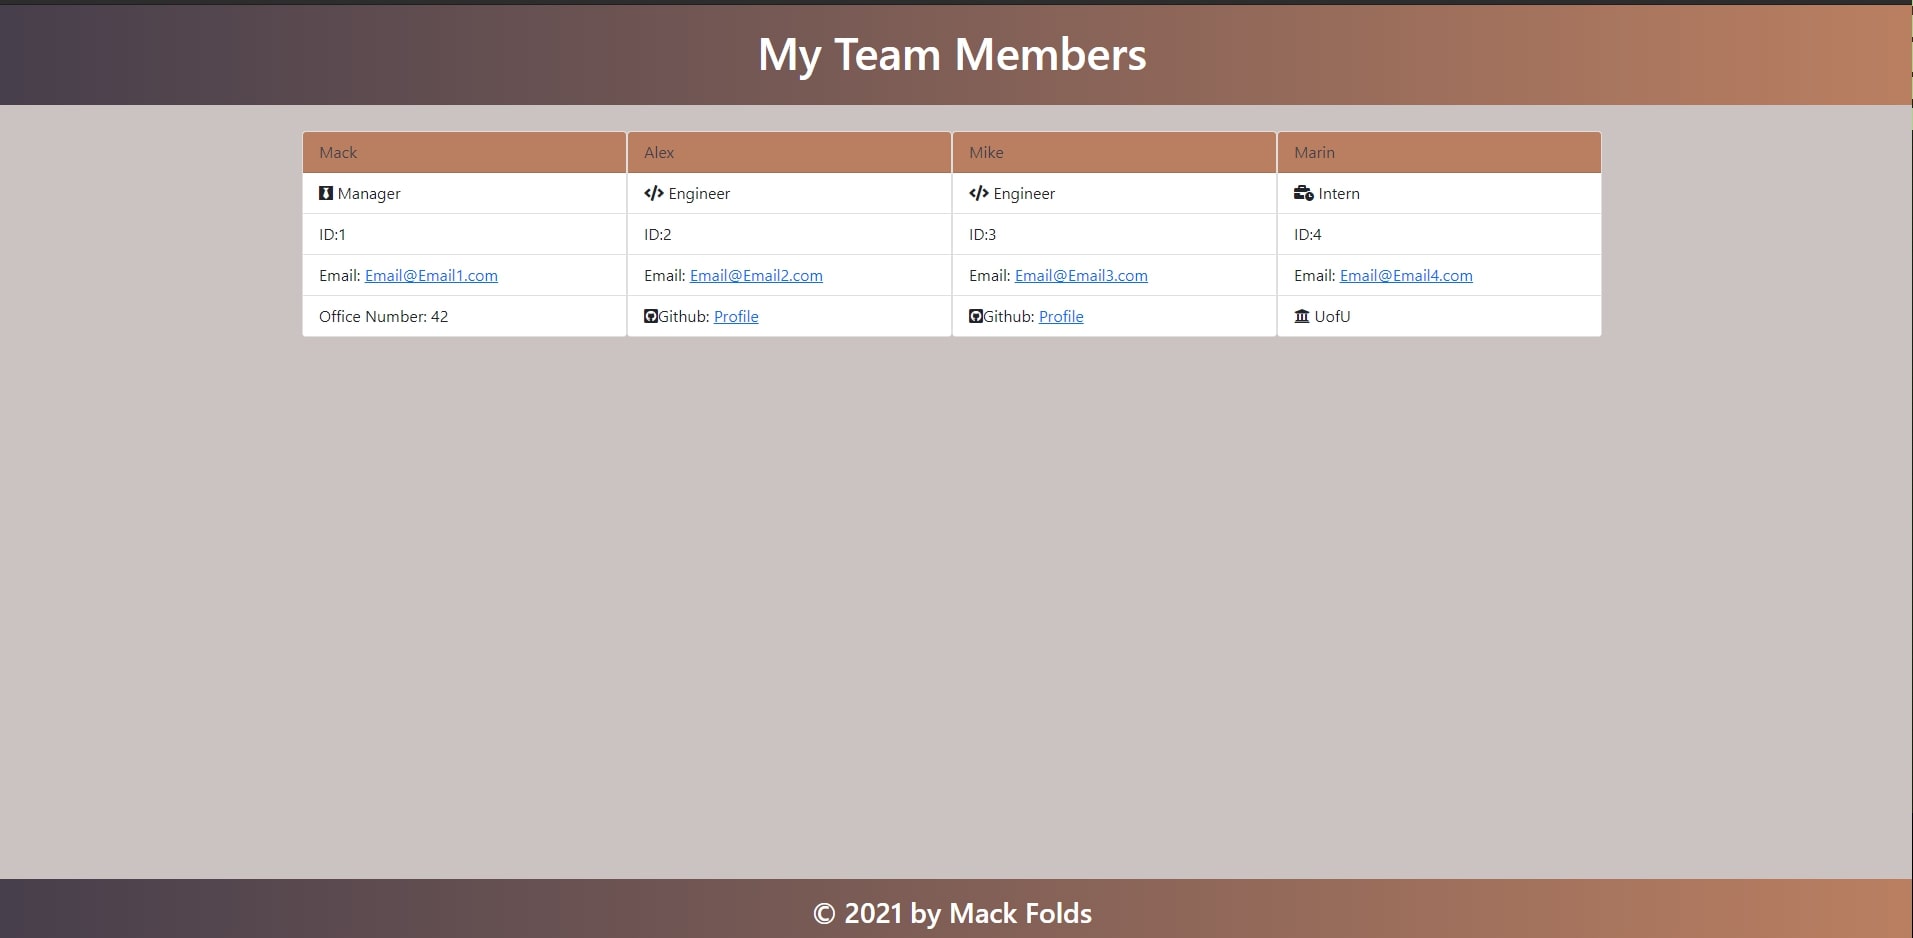 My Team Members
Mack
Manager
ID:1
Email: Email@Email1.com
Office Number: 42
Alex
Engineer
ID:2
Email: Email@Email2.com
Github: Profile
Mike
Engineer
ID:3
Email: Email@Email3.com
Github: Profile
Marin
Intern
ID:4
Email: Email@Email4.com
UofU
© 2021 by Mack Folds